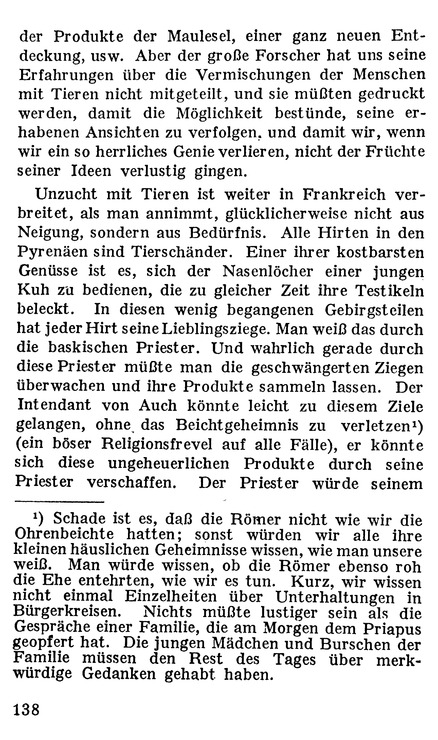 der Produkte der Maulesel, einer ganz neuen Ent-
deckung, usw. Aber der große Forscher hat uns seine
Erfahrungen über die Vermischungen der Menschen
mit Tieren nicht mitgeteilt, und sie müßten gedruckt
werden, damit die Möglichkeit bestünde, seine er-
habenen Ansichten zu verfolgen, und damit wir, wenn
wir ein so herrliches Genie verlieren, nicht der Früchte
seiner Ideen verlustig gingen.
Unzucht mit Tieren ist weiter in Frankreich ver-
breitet, als man annimmt, glücklicherweise nicht aus
Neigung, sondern aus Bedürfnis. Alle Hirten in den
Pyrenäen sind Tierschänder. Einer ihrer kostbarsten
Genüsse ist es, sich der Nasenlöcher einer jungen
Kuh zu bedienen, die zu gleicher Zeit ihre Testikeln
beleckt. In diesen wenig begangenen Gebirgsteilen
hat jeder Hirt seine Lieblingsziege. Man weiß das durch
die baskischen Priester. Und wahrlich gerade durch
diese Priester müßte man die geschwängerten Ziegen
überwachen und ihre Produkte sammeln lassen. Der
Intendant von Auch könnte leicht zu diesem Ziele
gelangen, ohne das Beichtgeheimnis zu verletzen¹)
(ein böser Religionsfrevel auf alle Fälle), er könnte
sich diese ungeheuerlichen Produkte durch seine
Priester verschaffen. Der Priester würde seinem
¹) Schade ist es, daß die Römer nicht wie wir die
Ohrenbeichte hatten; sonst würden wir alle ihre
kleinen häuslichen Geheimnisse wissen, wie man unsere
weiß. Man würde wissen, ob die Römer ebenso roh
die Ehe entehrten, wie wir es tun. Kurz, wir wissen
nicht einmal Einzelheiten über Unterhaltungen in
Bürgerkreisen. Nichts müßte lustiger sein als die
Gespräche einer Familie, die am Morgen dem Priapus
geopfert hat. Die jungen Mädchen und Burschen der
Familie müssen den Rest des Tages über merk-
würdige Gedanken gehabt haben.
138